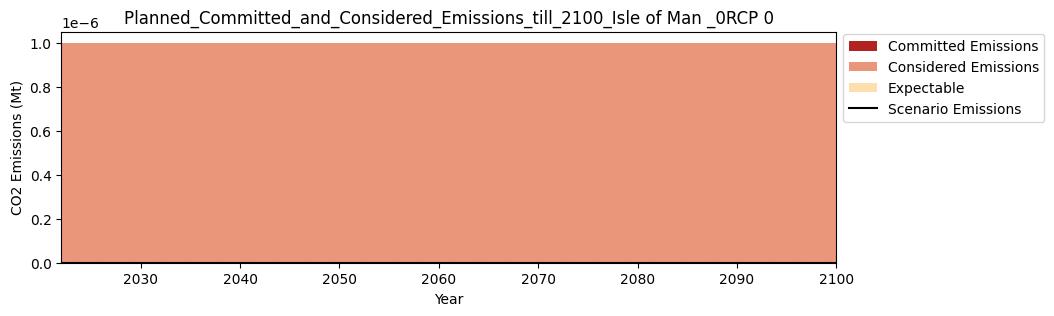 Planned_Committed_and_Considered_Emissions_till_2100_Isle of Man _0RCP 0
1e−6
1.0
0.8
0.6
0.4
0.2
0.0
CO2 Emissions (Mt)
2030 2040 2050 2060 2070 2080 2090 2100
Year
Committed Emissions
Considered Emissions
Expectable
Scenario Emissions